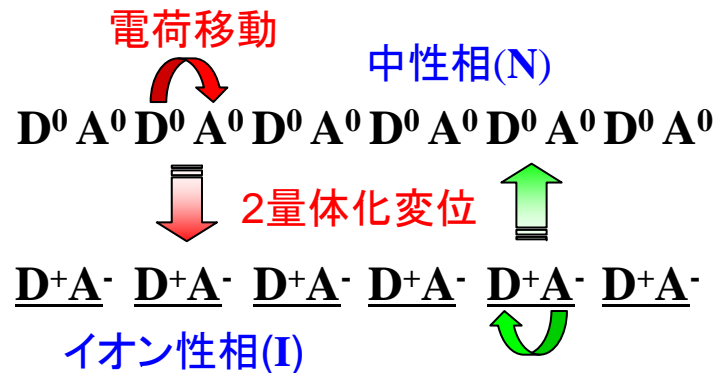 電荷移動
中性相(N)
D⁰ A⁰ D⁰ A⁰ D⁰ A⁰ D⁰ A⁰ D⁰ A⁰ D⁰ A⁰
2量体化変位
D⁺A⁻ D⁺A⁻ D⁺A⁻ D⁺A⁻ D⁺A⁻ D⁺A⁻
イオン性相(I)